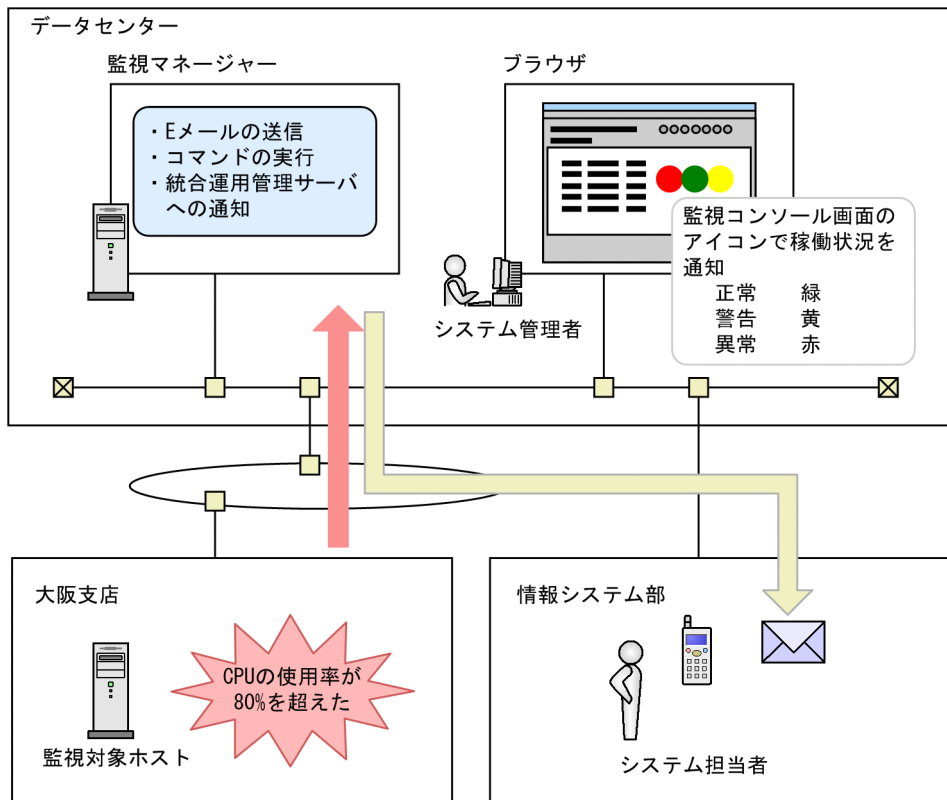 データセンター
監視マネージャー
・Eメールの送信
・コマンドの実行
・統合運用管理サーバ
への通知
ブラウザ
監視コンソール画面の
アイコンで稼働状況を
通知
正常 緑
警告 黄
異常 赤
システム管理者
大阪支店
CPUの使用率が
80%を超えた
監視対象ホスト
情報システム部
システム担当者